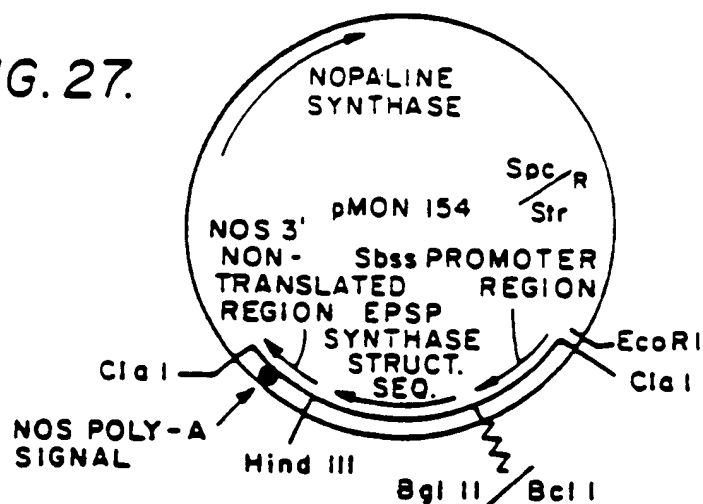 G. 27.
NOPALINE
SYNTHASE
Spc/Str R
pMON 154
NOS 3'
NON-
TRANSLATED
REGION
Sbss PROMOTER
REGION
EPSP
SYNTHASE
STRUCT.
SEQ.
EcoRI
Cla I
Cla I
NOS POLY-A
SIGNAL
Hind III
Bgl II/Bcl I